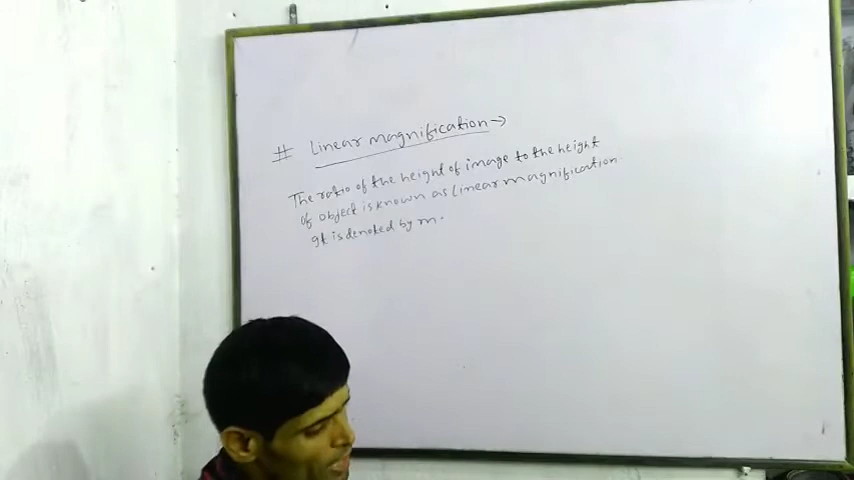 # Linear magnification →
The ratio of the height of image to the height
of object is known as Linear magnification.
It is denoted by m.